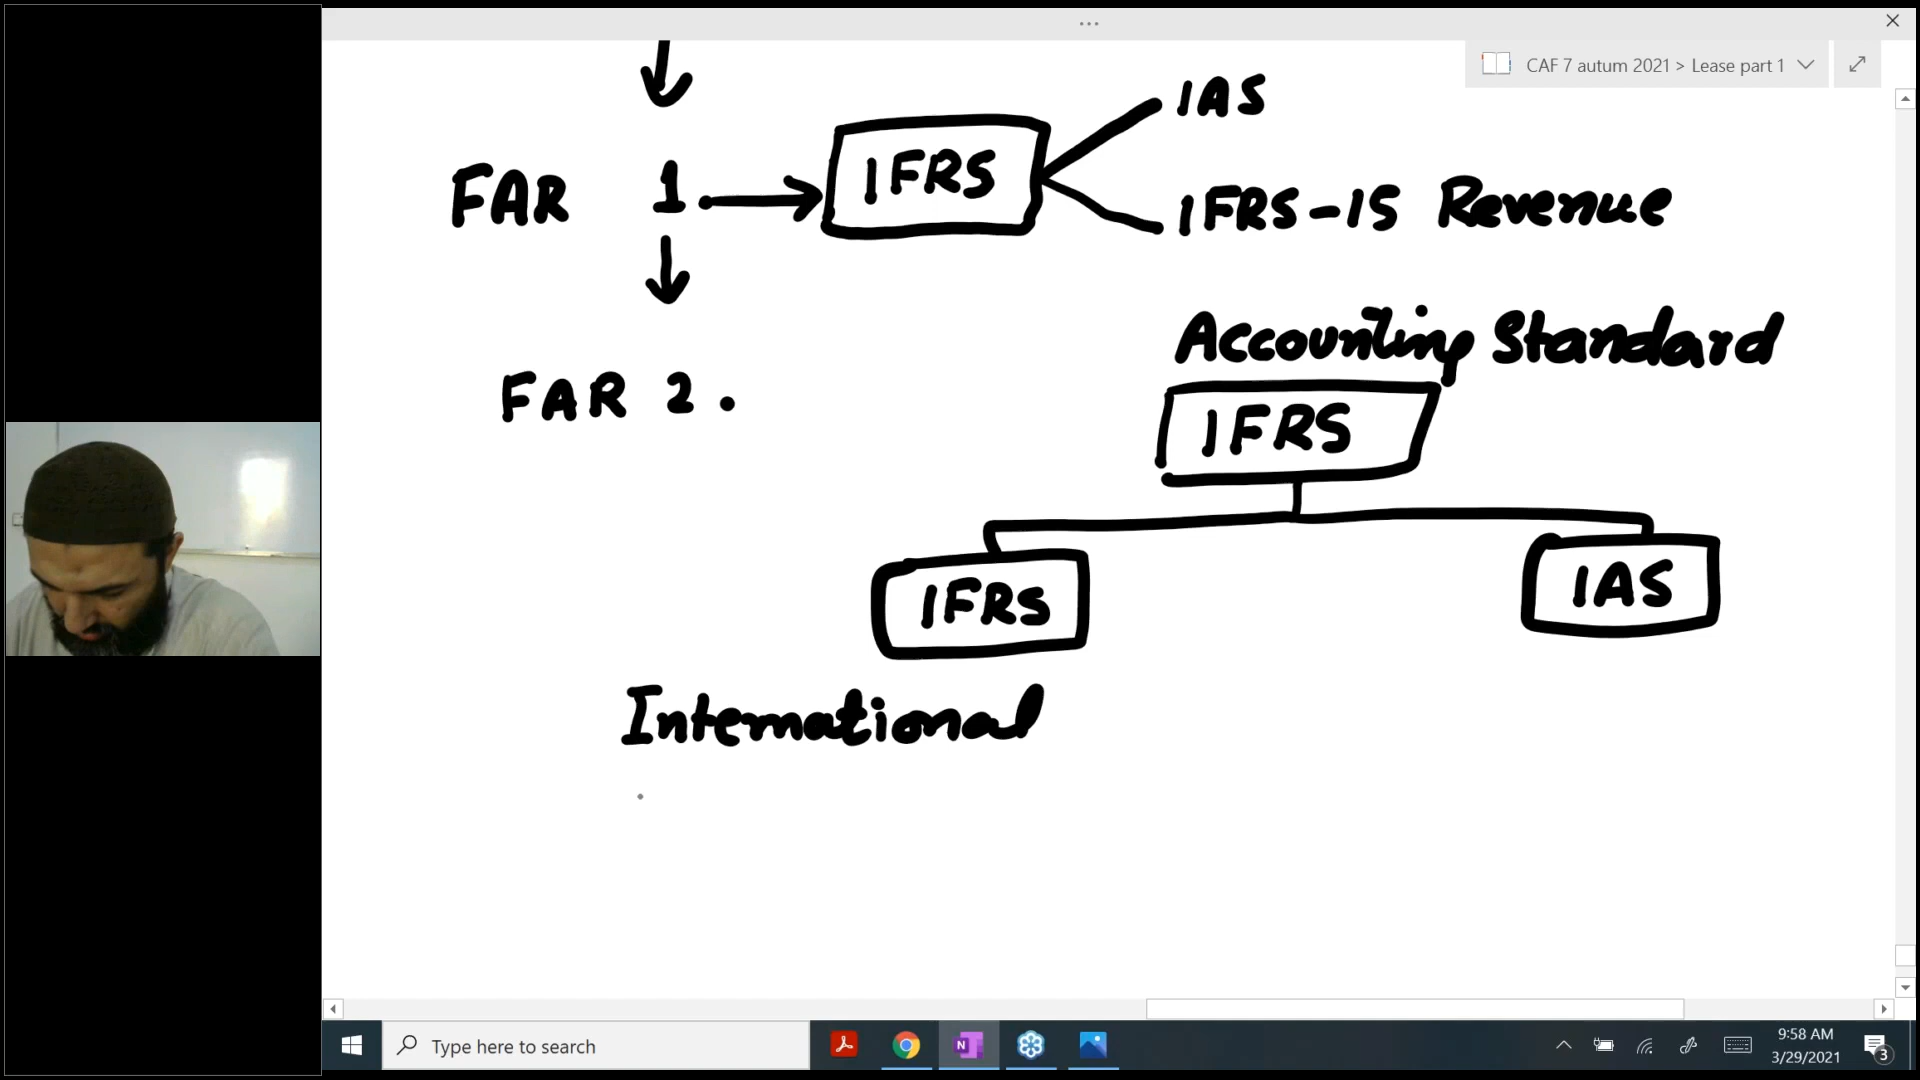 CAF 7 autum 2021 > Lease part 1
IAS
FAR 1. IFRS
IFRS-15 Revenue
Accounting Standard
FAR 2.
IFRS
IFRS
IAS
International
Type here to search
N
9:58 AM
3/29/2021
3